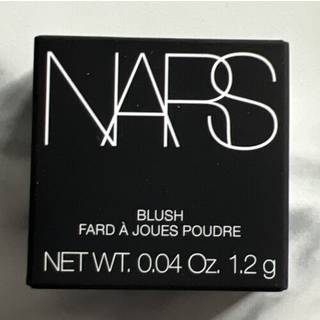 NARS
BLUSH
FARD À JOUES POUDRE
NET WT. 0.04 Oz. 1.2 g